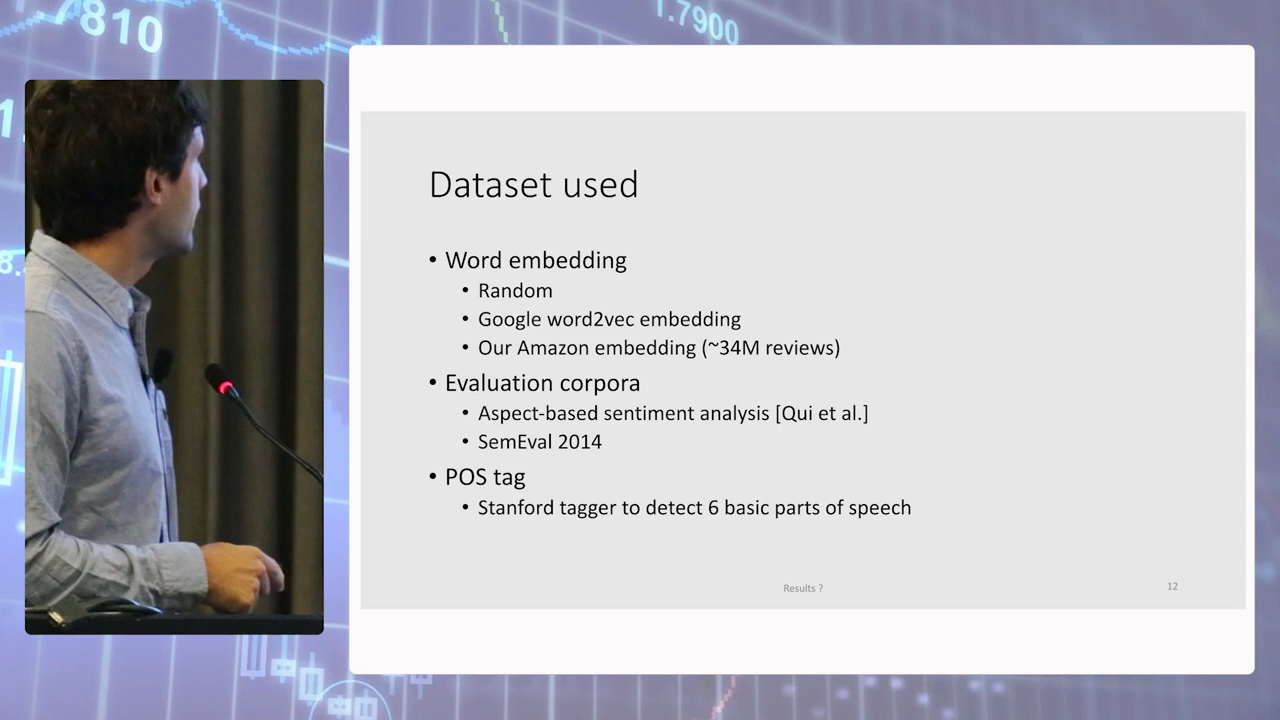 7810
1.7900
Dataset used
• Word embedding
• Random
• Google word2vec embedding
• Our Amazon embedding (~34M reviews)
• Evaluation corpora
• Aspect-based sentiment analysis [Qui et al.]
• SemEval 2014
• POS tag
• Stanford tagger to detect 6 basic parts of speech
Results ?
12